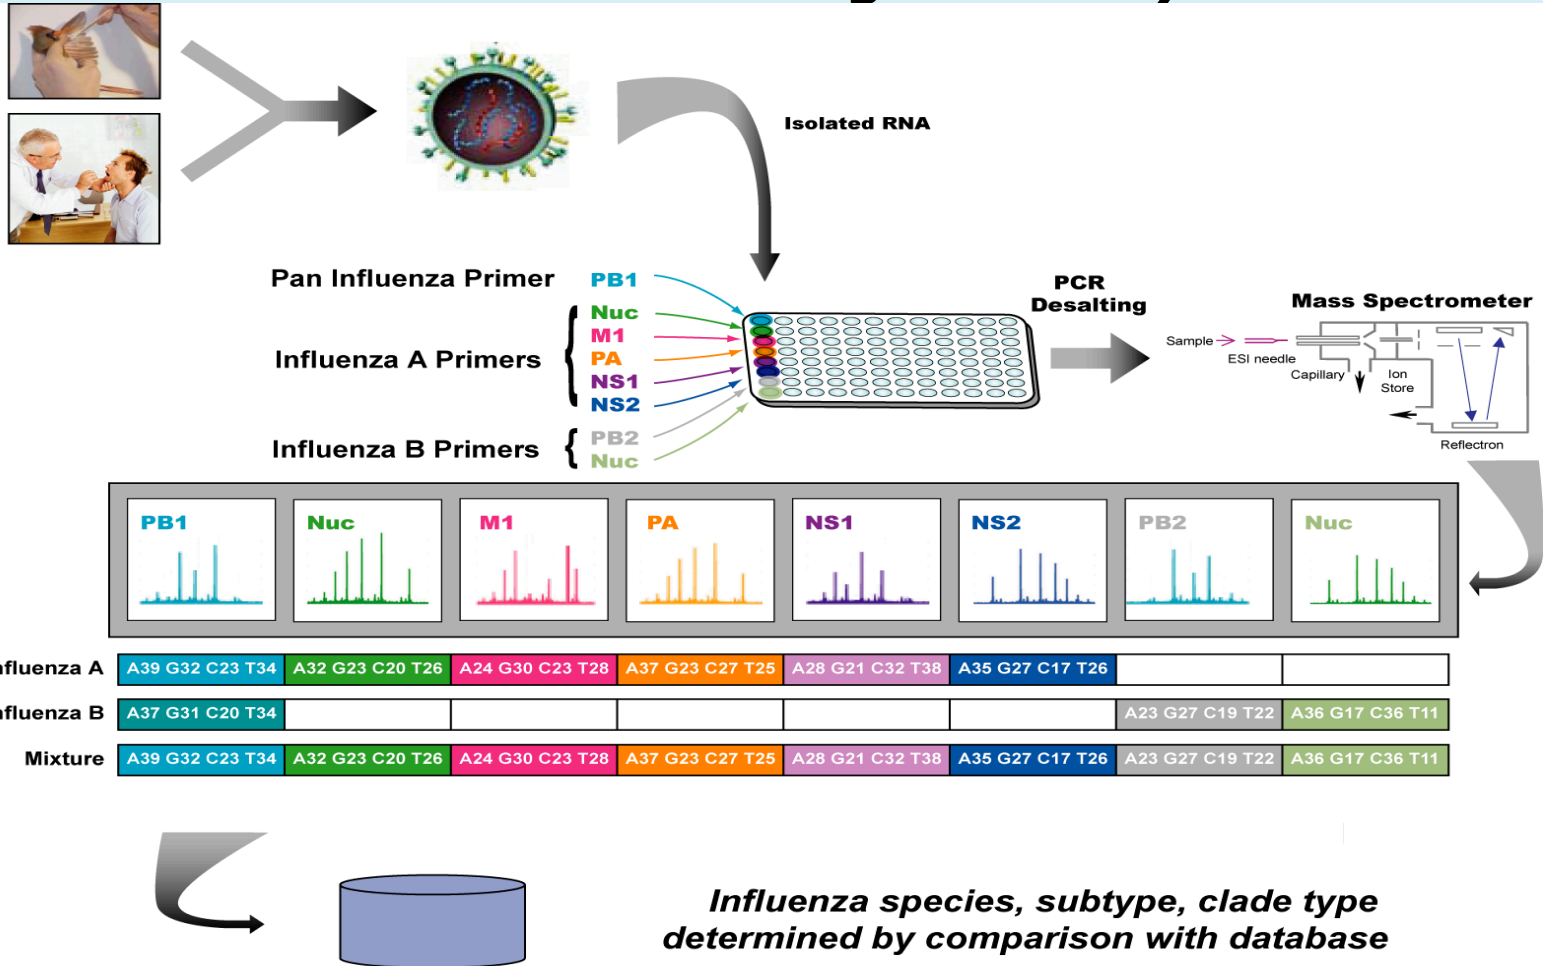 Isolated RNA
Pan Influenza Primer
PB1
Influenza A Primers
Nuc
M1
PA
NS1
NS2
Influenza B Primers
PB2
Nuc
PCR
Desalting
Mass Spectrometer
Sample
ESI needle
Capillary
Ion
Store
Reflectron
PB1 Nuc M1 PA NS1 NS2 PB2 Nuc
nfluenza A A39 G32 C23 T34 A32 G23 C20 T26 A24 G30 C23 T28 A37 G23 C27 T25 A28 G21 C32 T38 A35 G27 C17 T26
nfluenza B A37 G31 C20 T34 A23 G27 C19 T22 A36 G17 C36 T11
Mixture A39 G32 C23 T34 A32 G23 C20 T26 A24 G30 C23 T28 A37 G23 C27 T25 A28 G21 C32 T38 A35 G27 C17 T26 A23 G27 C19 T22 A36 G17 C36 T11
Influenza species, subtype, clade type
determined by comparison with database